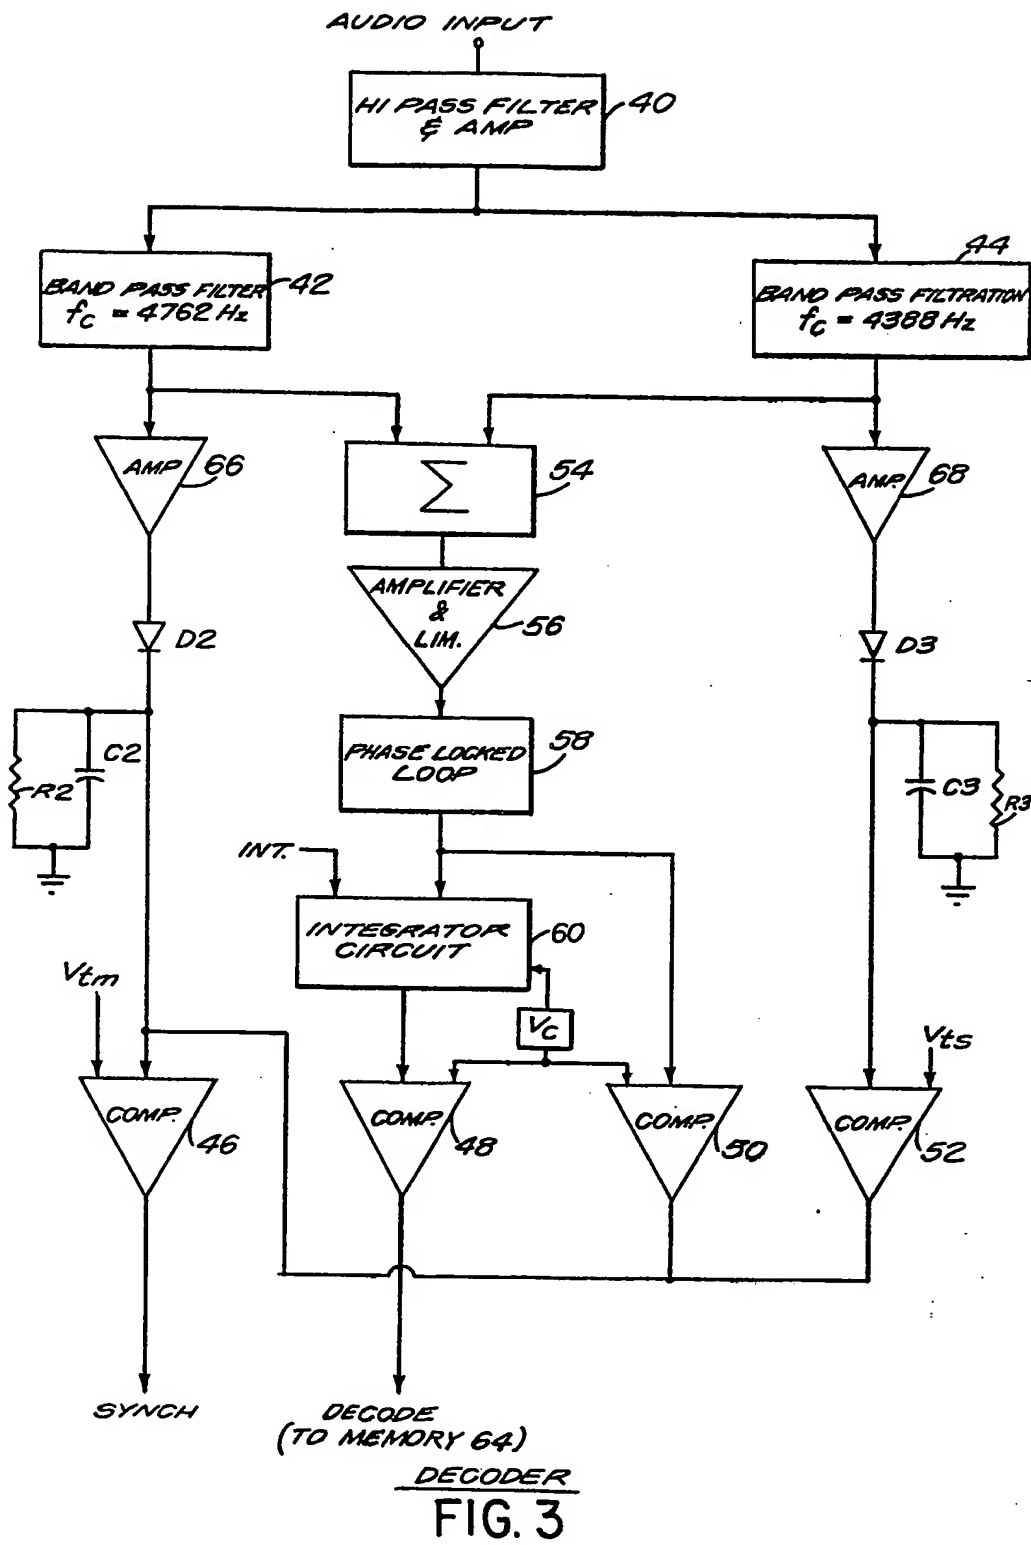 AUDIO INPUT
HI PASS FILTER
& AMP
40
BAND PASS FILTER
fc = 4762 Hz
42
44
BAND PASS FILTRATION
fc = 4388 Hz
AMP
66
Σ
54
AMP.
68
AMPLIFIER
&
LIM.
56
D2
D3
C2
R2
PHASE LOCKED
LOOP
58
C3
R3
INT.
INTEGRATOR
CIRCUIT
60
Vtm
Vc
Vts
COMP.
46
COMP.
48
COMP.
50
COMP.
52
SYNCH
DECODE
(TO MEMORY 64)
DECODER
FIG. 3